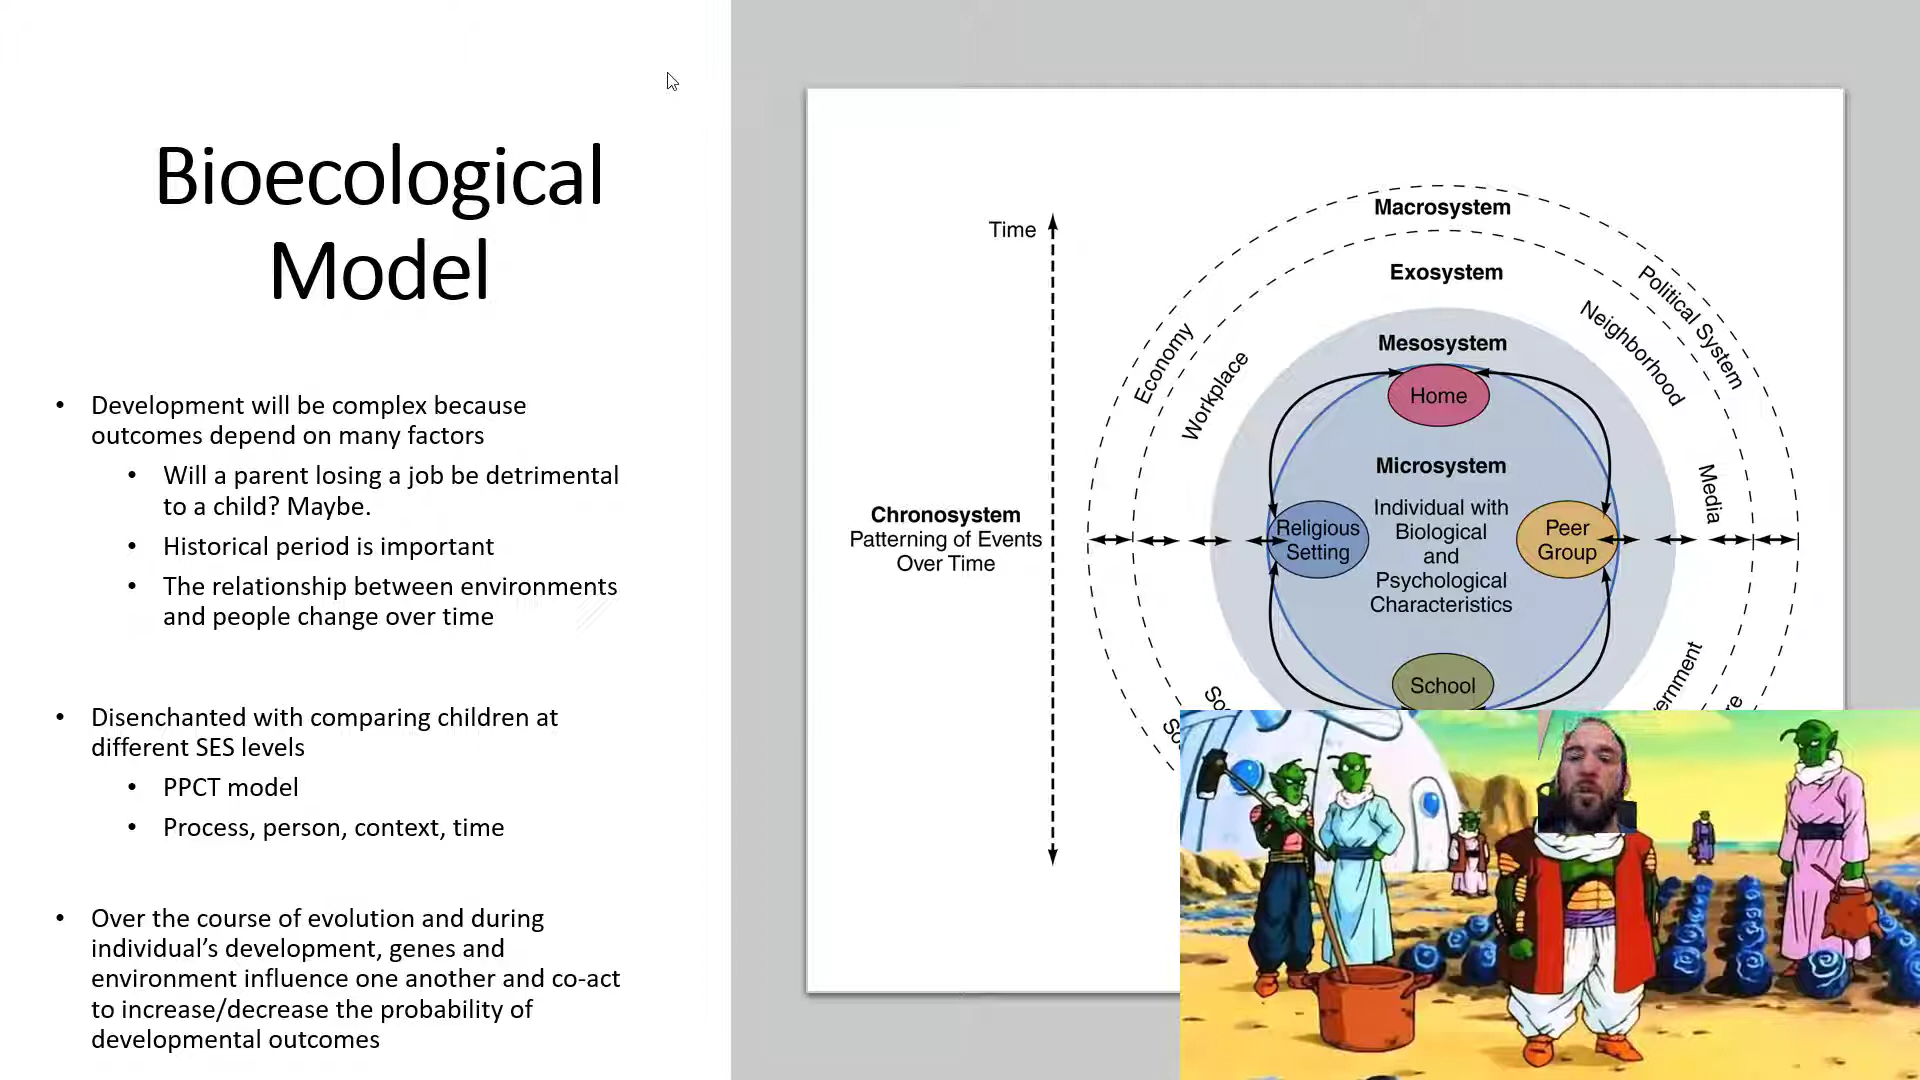 Bioecological
Model
• Development will be complex because
outcomes depend on many factors
• Will a parent losing a job be detrimental
to a child? Maybe.
• Historical period is important
• The relationship between environments
and people change over time
• Disenchanted with comparing children at
different SES levels
• PPCT model
• Process, person, context, time
• Over the course of evolution and during
individual’s development, genes and
environment influence one another and co-act
to increase/decrease the probability of
developmental outcomes
Time
Chronosystem
Patterning of Events
Over Time
Macrosystem
Exosystem
Economy
Workplace
Political System
Neighborhood
Media
Mesosystem
Home
Microsystem
Individual with
Biological
and
Psychological
Characteristics
Religious
Setting
Peer
Group
School